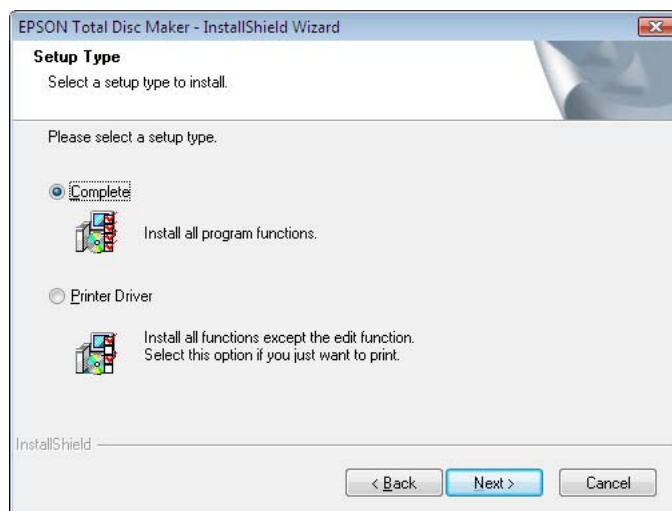 EPSON Total Disc Maker - InstallShield Wizard
Setup Type
Select a setup type to install.
Please select a setup type.
Complete
Install all program functions.
Printer Driver
Install all functions except the edit function.
Select this option if you just want to print.
InstallShield
< Back
Next >
Cancel